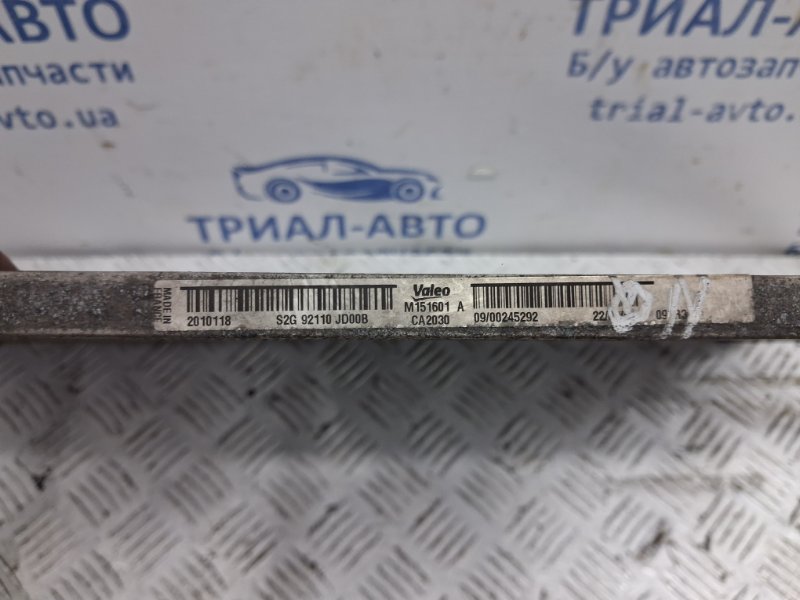 АВТО
ТРИАЛ-А
пчасти
Б/у автозап
vto.ua
trial-avto.
ТРИАЛ-АВТО
MADE IN
Valeo
M151601 A
2010118 S2G 92110 JD00B CA2030 09/00245292 22/